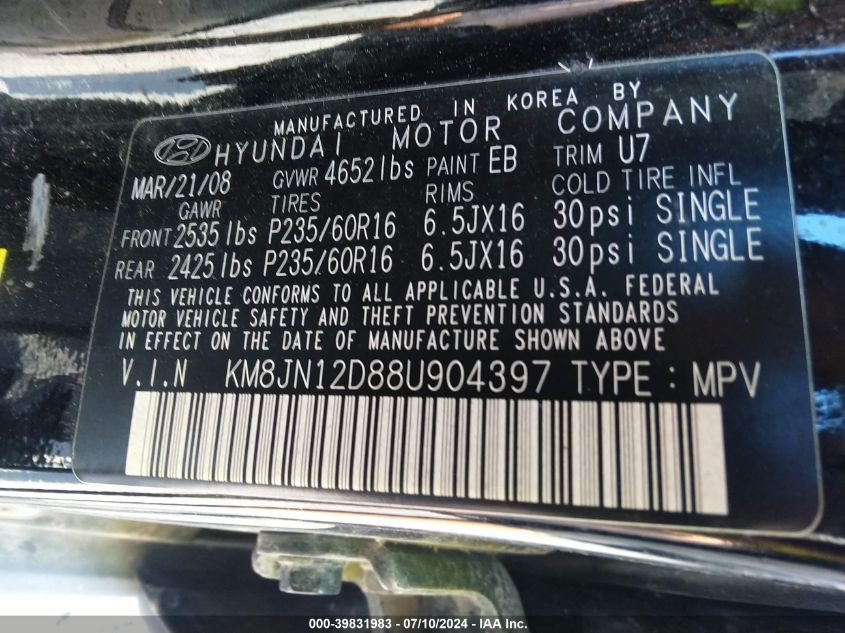 MANUFACTURED IN KOREA BY
HYUNDAI MOTOR COMPANY
MAR/21/08 GVWR 4652lbs PAINT EB TRIM U7
GAWR TIRES RIMS COLD TIRE INFL
FRONT 2535lbs P235/60R16 6.5JX16 30psi SINGLE
REAR 2425lbs P235/60R16 6.5JX16 30psi SINGLE
THIS VEHICLE CONFORMS TO ALL APPLICABLE U.S.A. FEDERAL
MOTOR VEHICLE SAFETY AND THEFT PREVENTION STANDARDS
IN EFFECT ON THE DATE OF MANUFACTURE SHOWN ABOVE
V.I.N KM8JN12D88U904397 TYPE : MPV
000-39831983 - 07/10/2024 - IAA Inc.